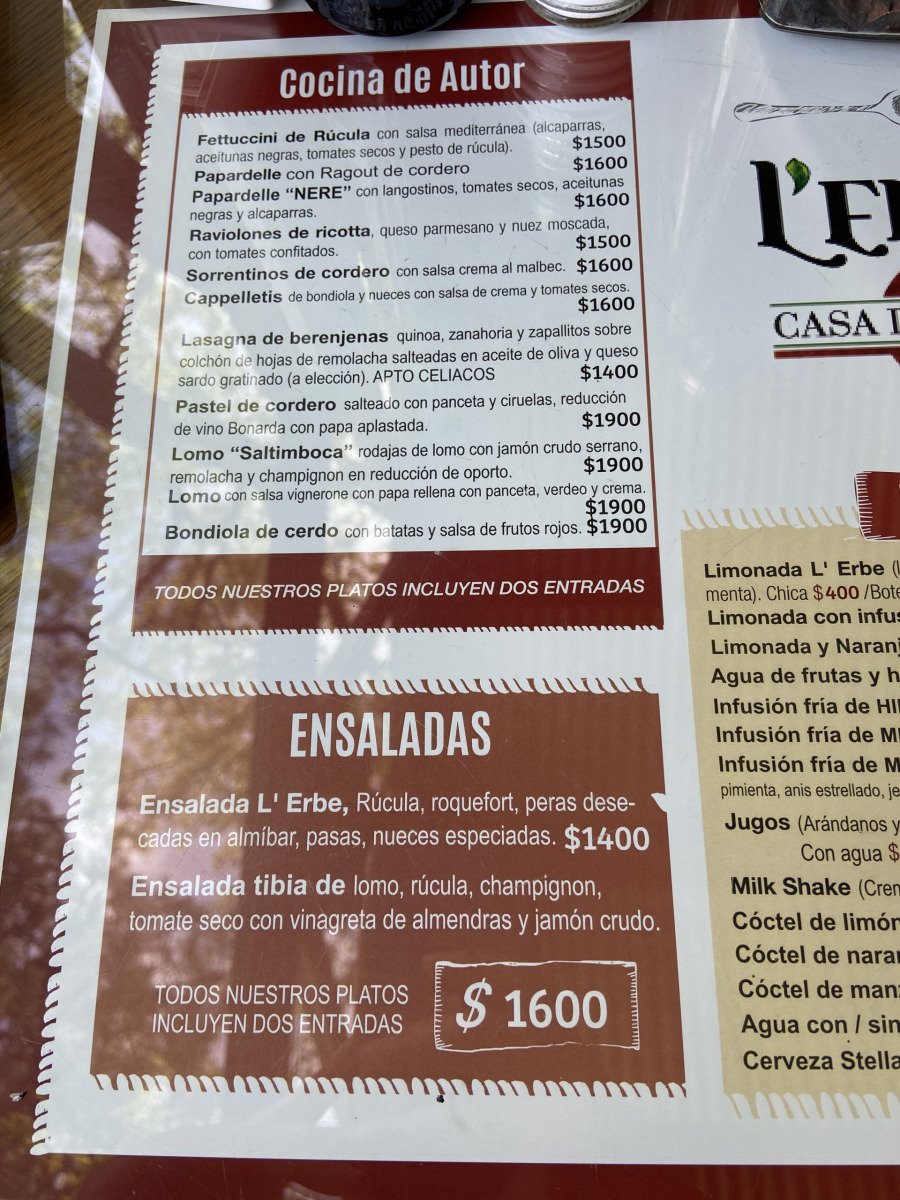 Cocina de Autor
Fettuccini de Rúcula con salsa mediterránea (alcaparras,
aceitunas negras, tomates secos y pesto de rúcula). $1500
Papardelle con Ragout de cordero $1600
Papardelle “NERE” con langostinos, tomates secos, aceitunas
negras y alcaparras. $1600
Raviolones de ricotta, queso parmesano y nuez moscada,
con tomates confitados. $1500
Sorrentinos de cordero con salsa crema al malbec. $1600
Cappelletis de bondiola y nueces con salsa de crema y tomates secos.
$1600
Lasagna de berenjenas quinoa, zanahoria y zapallitos sobre
colchón de hojas de remolacha salteadas en aceite de oliva y queso
sardo gratinado (a elección). APTO CELIACOS $1400
Pastel de cordero salteado con panceta y ciruelas, reducción
de vino Bonarda con papa aplastada. $1900
Lomo “Saltimboca” rodajas de lomo con jamón crudo serrano,
remolacha y champignon en reducción de oporto. $1900
Lomo con salsa vignerone con papa rellena con panceta, verdeo y crema.
$1900
Bondiola de cerdo con batatas y salsa de frutos rojos. $1900
TODOS NUESTROS PLATOS INCLUYEN DOS ENTRADAS
ENSALADAS
Ensalada L' Erbe, Rúcula, roquefort, peras dese-
cadas en almíbar, pasas, nueces especiadas. $1400
Ensalada tibia de lomo, rúcula, champignon,
tomate seco con vinagreta de almendras y jamón crudo.
TODOS NUESTROS PLATOS
INCLUYEN DOS ENTRADAS
$ 1600
L'E
CASA
Limonada L' Erbe (
menta). Chica $400 /Bote
Limonada con infus
Limonada y Naranj
Agua de frutas y h
Infusión fría de HI
Infusión fría de M
Infusión fría de M
pimienta, anis estrellado, je
Jugos (Arándanos y
Con agua $
Milk Shake (Crem
Cóctel de limón
Cóctel de nara
Cóctel de man
Agua con / sin
Cerveza Stella